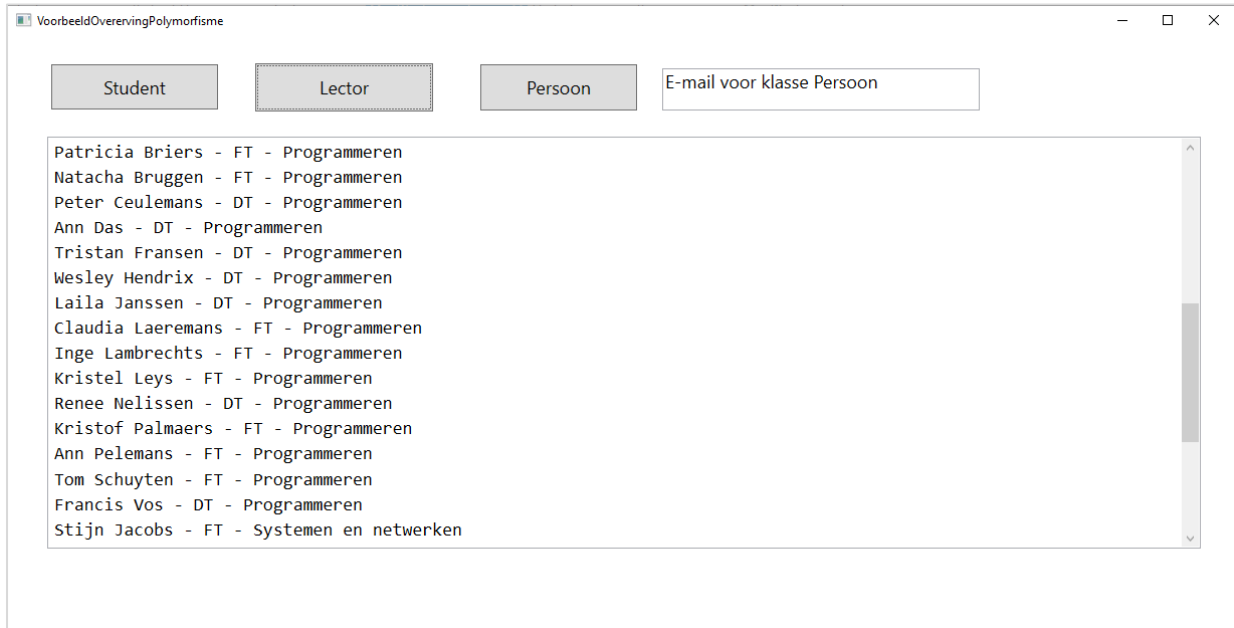 VoorbeeldOverervingPolymorfisme
Student Lector Persoon E-mail voor klasse Persoon
Patricia Briers - FT - Programmeren
Natacha Bruggen - FT - Programmeren
Peter Ceulemans - DT - Programmeren
Ann Das - DT - Programmeren
Tristan Fransen - DT - Programmeren
Wesley Hendrix - DT - Programmeren
Laila Janssen - DT - Programmeren
Claudia Laeremans - FT - Programmeren
Inge Lambrechts - FT - Programmeren
Kristel Leys - FT - Programmeren
Renee Nelissen - DT - Programmeren
Kristof Palmaers - FT - Programmeren
Ann Pelemans - FT - Programmeren
Tom Schuyten - FT - Programmeren
Francis Vos - DT - Programmeren
Stijn Jacobs - FT - Systemen en netwerken